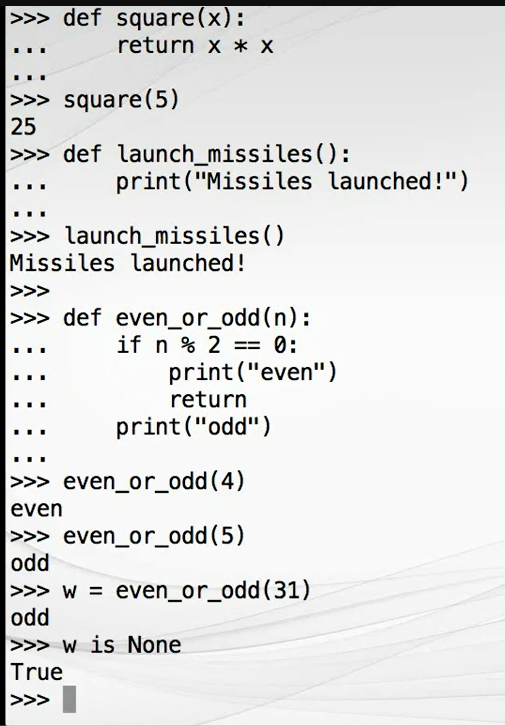 >>> def square(x):
...     return x * x
...
>>> square(5)
25
>>> def launch_missiles():
...     print("Missiles launched!")
...
>>> launch_missiles()
Missiles launched!
>>>
>>> def even_or_odd(n):
...     if n % 2 == 0:
...         print("even")
...         return
...     print("odd")
...
>>> even_or_odd(4)
even
>>> even_or_odd(5)
odd
>>> w = even_or_odd(31)
odd
>>> w is None
True
>>>